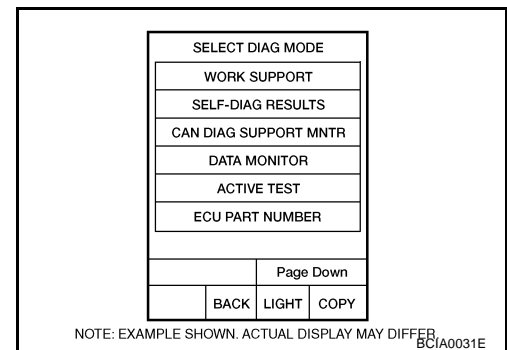 SELECT DIAG MODE
WORK SUPPORT
SELF-DIAG RESULTS
CAN DIAG SUPPORT MNTR
DATA MONITOR
ACTIVE TEST
ECU PART NUMBER
Page Down
BACK LIGHT COPY
NOTE: EXAMPLE SHOWN. ACTUAL DISPLAY MAY DIFFER.
BCIA0031E